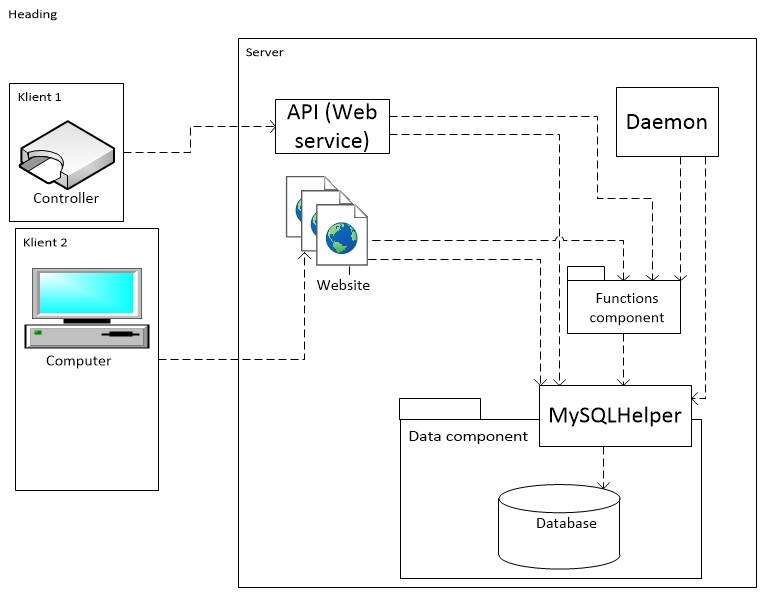 Heading
Server
Klient 1
Controller
API (Web
service)
Daemon
Klient 2
Computer
Website
Functions
component
MySQLHelper
Data component
Database